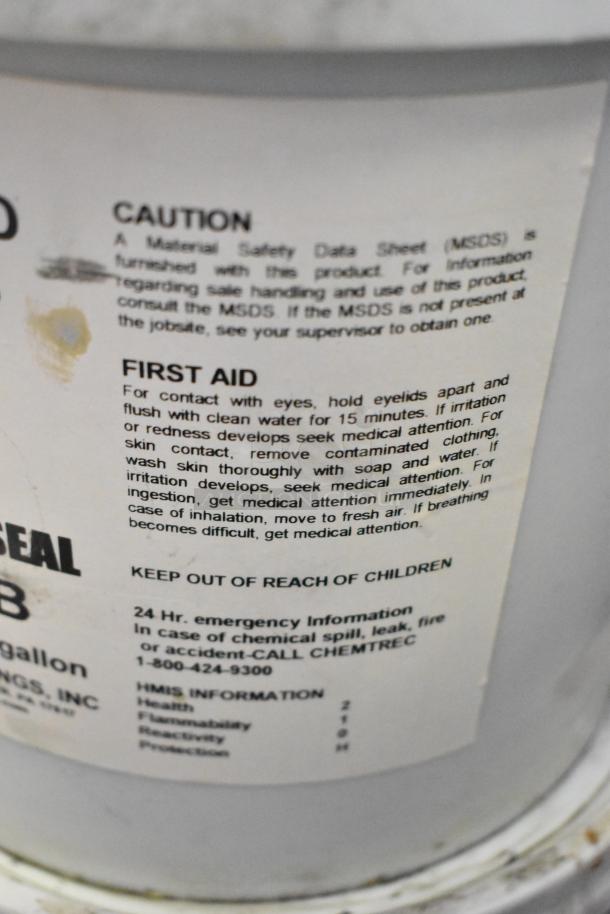 CAUTION
A Material Safety Data Sheet (MSDS) is
furnished with this product. For information
regarding safe handling and use of this product,
consult the MSDS. If the MSDS is not present at
the jobsite, see your supervisor to obtain one.
FIRST AID
For contact with eyes, hold eyelids apart and
flush with clean water for 15 minutes. If irritation
or redness develops seek medical attention. For
skin contact, remove contaminated clothing,
wash skin thoroughly with soap and water. If
irritation develops, seek medical attention. For
ingestion, get medical attention immediately. In
case of inhalation, move to fresh air. If breathing
becomes difficult, get medical attention.
KEEP OUT OF REACH OF CHILDREN
24 Hr. emergency Information
In case of chemical spill, leak, fire
or accident-CALL CHEMTREC
1-800-424-9300
HMIS INFORMATION
Health 2
Flammability 1
Reactivity 0
Protection H
SEAL
B
gallon
NGS, INC